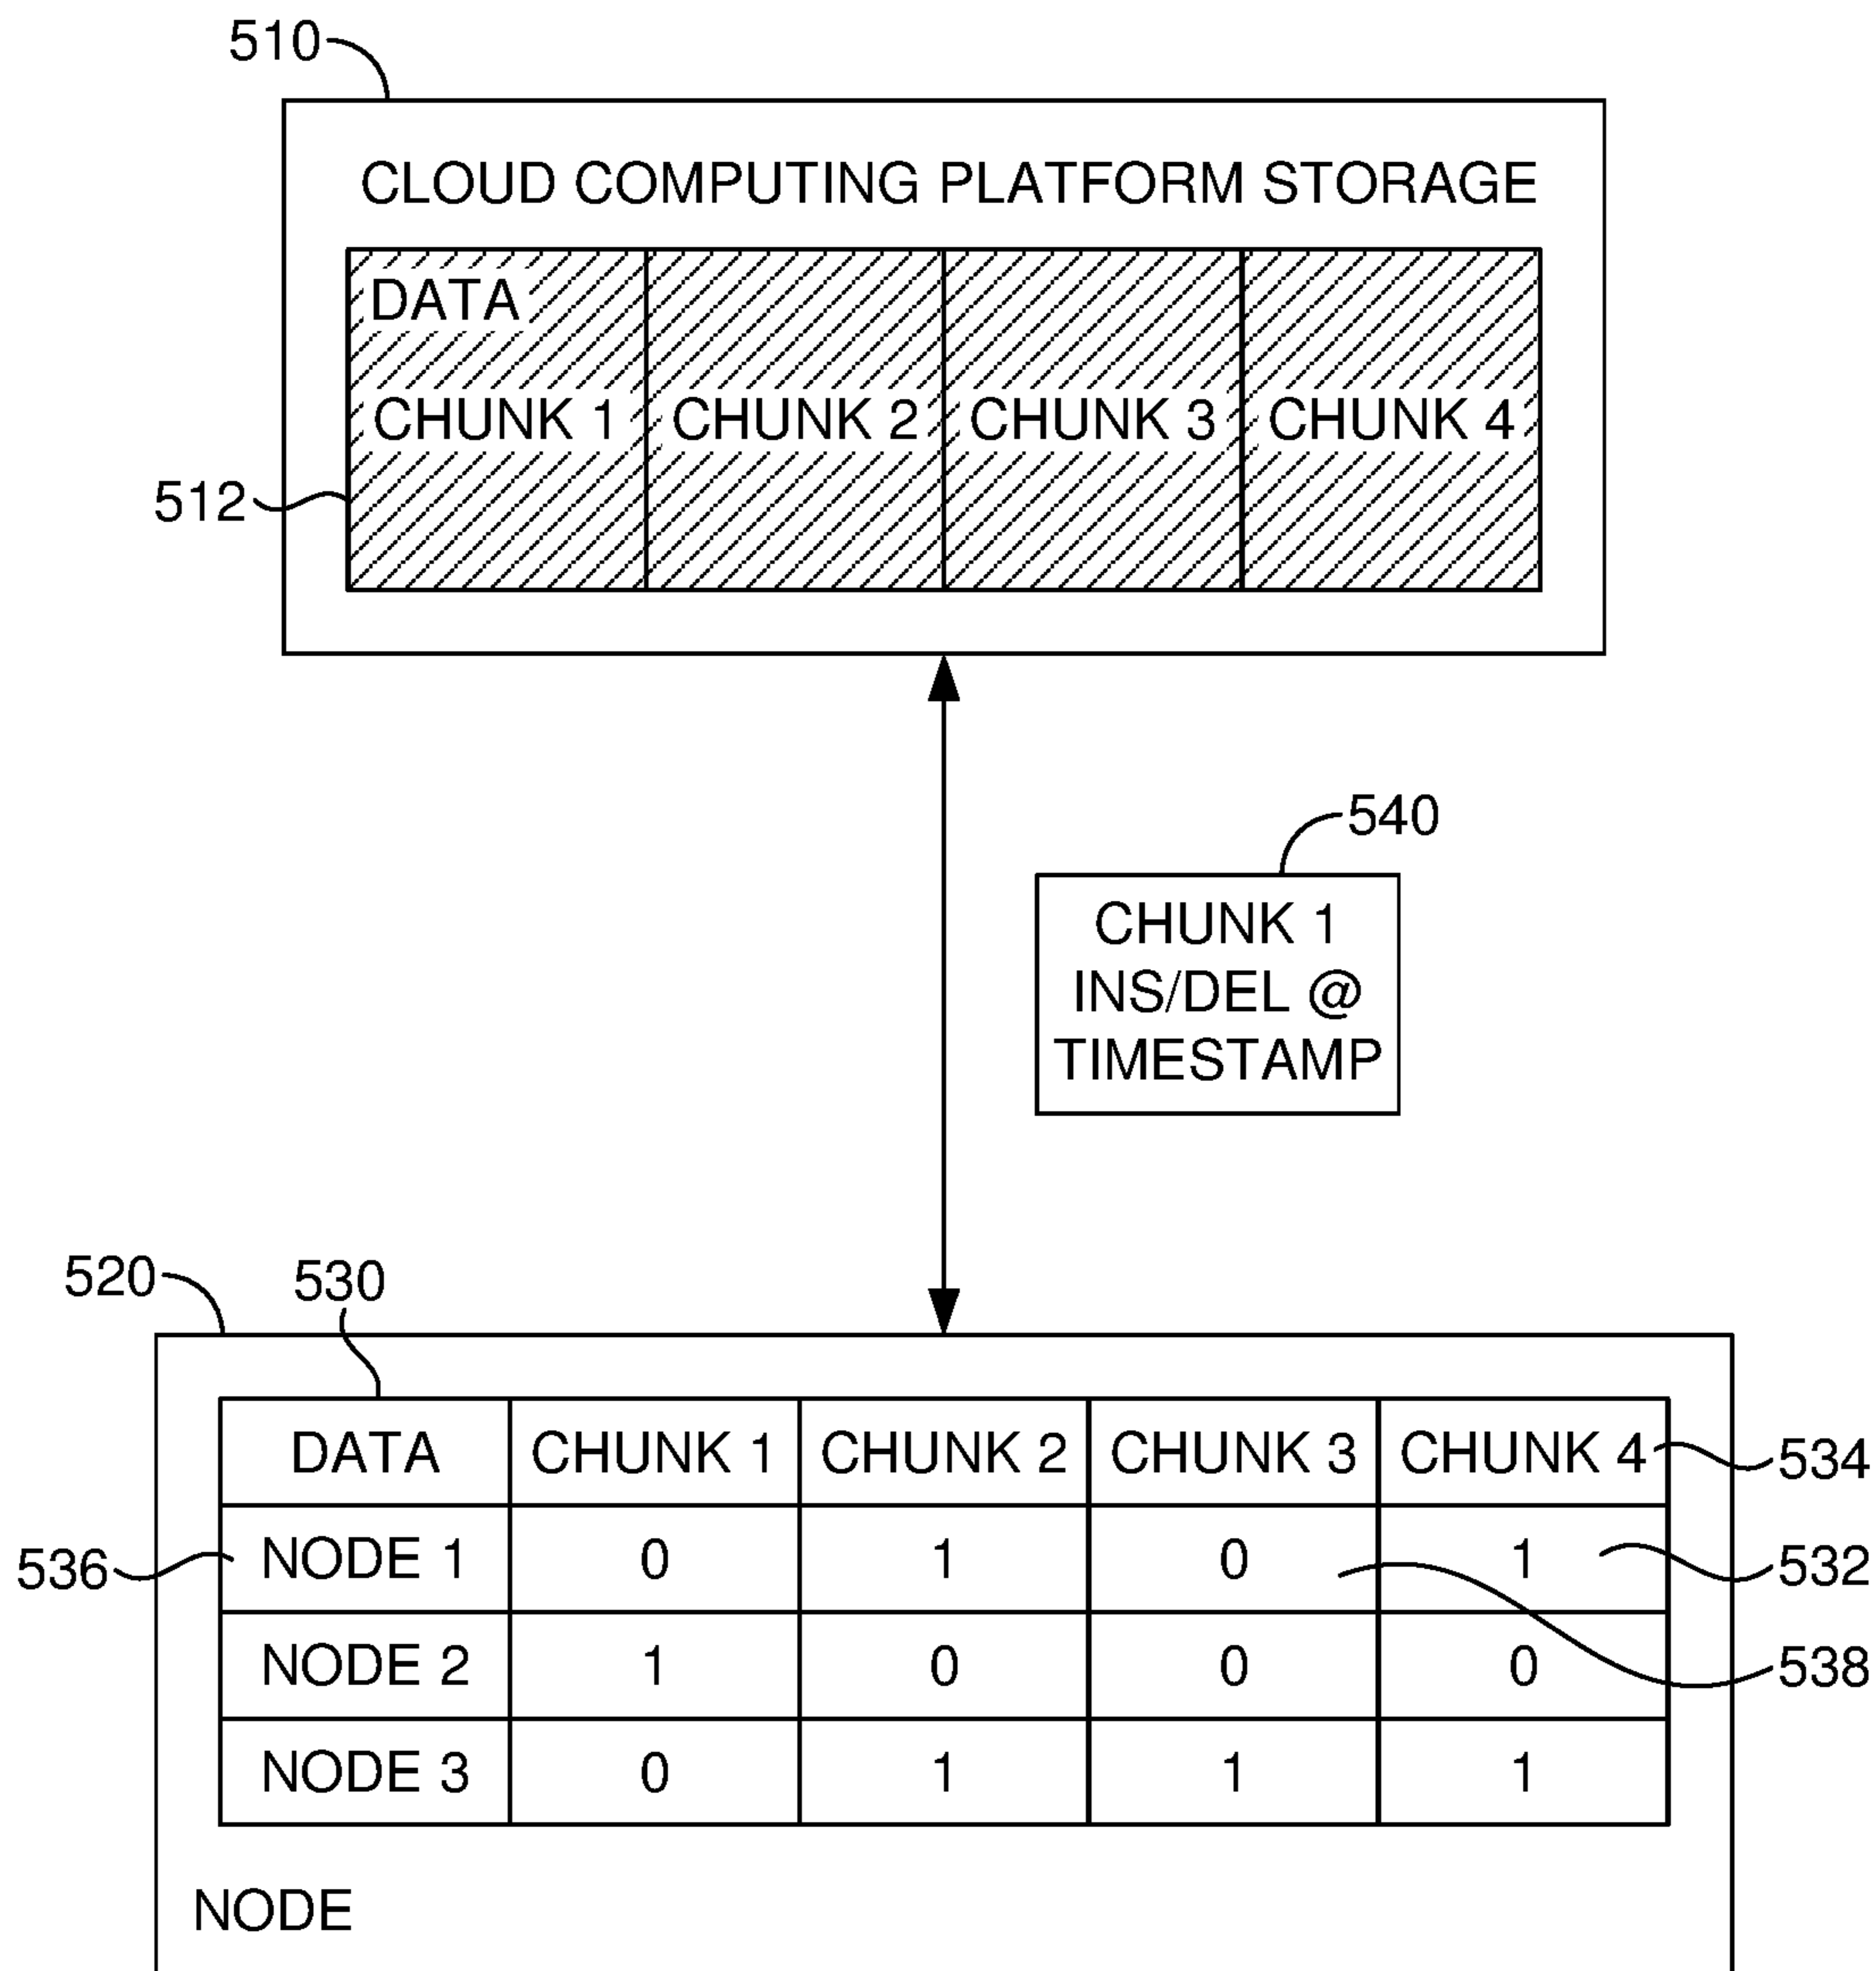 510
CLOUD COMPUTING PLATFORM STORAGE
DATA
CHUNK 1 CHUNK 2 CHUNK 3 CHUNK 4
512
540
CHUNK 1
INS/DEL @
TIMESTAMP
520 530
DATA CHUNK 1 CHUNK 2 CHUNK 3 CHUNK 4 534
536 NODE 1 0 1 0 1 532
NODE 2 1 0 0 0 538
NODE 3 0 1 1 1
NODE